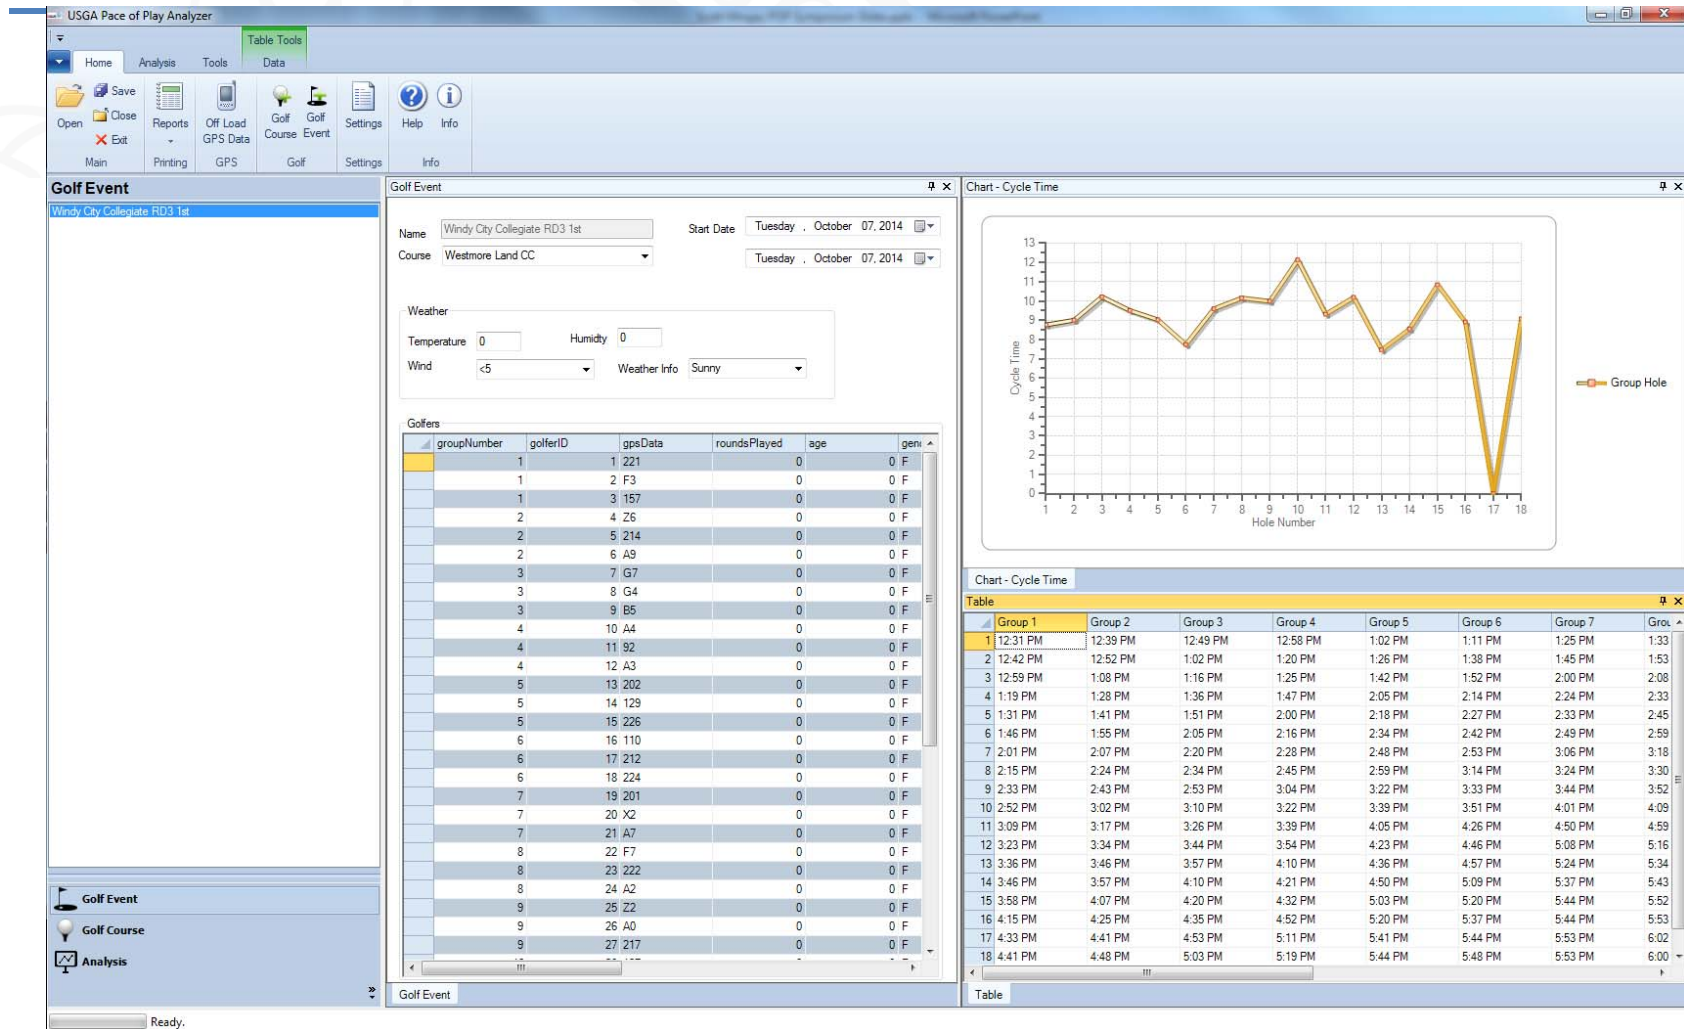 USGA Pace of Play Analyzer
Table Tools
Home Analysis Tools Data
Open Save Close Exit Reports Off Load GPS Data Golf Course Golf Event Settings Help Info
Main Printing GPS Golf Settings Info
Golf Event
Windy City Collegiate RD3 1st
Golf Event
Golf Course
Analysis
Ready.
Golf Event
Name Windy City Collegiate RD3 1st Start Date Tuesday , October 07, 2014
Course Westmore Land CC Tuesday , October 07, 2014
Weather
Temperature 0 Humidty 0
Wind <5 Weather Info Sunny
Golfers
groupNumber golferID gpsData roundsPlayed age
1 1 221 0 0 F
1 2 F3 0 0 F
1 3 157 0 0 F
2 4 Z6 0 0 F
2 5 214 0 0 F
2 6 A9 0 0 F
3 7 G7 0 0 F
3 8 G4 0 0 F
3 9 B5 0 0 F
4 10 A4 0 0 F
4 11 92 0 0 F
4 12 A3 0 0 F
5 13 202 0 0 F
5 14 129 0 0 F
5 15 226 0 0 F
6 16 110 0 0 F
6 17 212 0 0 F
6 18 224 0 0 F
7 19 201 0 0 F
7 20 X2 0 0 F
7 21 A7 0 0 F
8 22 F7 0 0 F
8 23 222 0 0 F
8 24 A2 0 0 F
9 25 Z2 0 0 F
9 26 A0 0 0 F
9 27 217 0 0 F
Golf Event
Chart - Cycle Time
13
12
11
10
9
8
7
6
5
4
3
2
1
0
Cycle Time
1 2 3 4 5 6 7 8 9 10 11 12 13 14 15 16 17 18
Hole Number
Group Hole
Chart - Cycle Time
Table
Group 1 Group 2 Group 3 Group 4 Group 5 Group 6 Group 7
1 12:31 PM 12:39 PM 12:49 PM 12:58 PM 1:02 PM 1:11 PM 1:25 PM 1:33
2 12:42 PM 12:52 PM 1:02 PM 1:20 PM 1:26 PM 1:38 PM 1:45 PM 1:53
3 12:59 PM 1:08 PM 1:16 PM 1:25 PM 1:42 PM 1:52 PM 2:00 PM 2:08
4 1:19 PM 1:28 PM 1:36 PM 1:47 PM 2:05 PM 2:14 PM 2:24 PM 2:33
5 1:31 PM 1:41 PM 1:51 PM 2:00 PM 2:18 PM 2:27 PM 2:33 PM 2:45
6 1:46 PM 1:55 PM 2:05 PM 2:16 PM 2:34 PM 2:42 PM 2:49 PM 2:59
7 2:01 PM 2:07 PM 2:20 PM 2:28 PM 2:48 PM 2:53 PM 3:06 PM 3:18
8 2:15 PM 2:24 PM 2:34 PM 2:45 PM 2:59 PM 3:14 PM 3:24 PM 3:30
9 2:33 PM 2:43 PM 2:53 PM 3:04 PM 3:22 PM 3:33 PM 3:44 PM 3:52
10 2:52 PM 3:02 PM 3:10 PM 3:22 PM 3:39 PM 3:51 PM 4:01 PM 4:09
11 3:09 PM 3:17 PM 3:26 PM 3:39 PM 4:05 PM 4:26 PM 4:50 PM 4:59
12 3:23 PM 3:34 PM 3:44 PM 3:54 PM 4:23 PM 4:46 PM 5:08 PM 5:16
13 3:36 PM 3:46 PM 3:57 PM 4:10 PM 4:36 PM 4:57 PM 5:24 PM 5:34
14 3:46 PM 3:57 PM 4:10 PM 4:21 PM 4:50 PM 5:09 PM 5:37 PM 5:43
15 3:58 PM 4:07 PM 4:20 PM 4:32 PM 5:03 PM 5:20 PM 5:44 PM 5:52
16 4:15 PM 4:25 PM 4:35 PM 4:52 PM 5:20 PM 5:37 PM 5:44 PM 5:53
17 4:33 PM 4:41 PM 4:53 PM 5:11 PM 5:41 PM 5:44 PM 5:53 PM 6:02
18 4:41 PM 4:48 PM 5:03 PM 5:19 PM 5:44 PM 5:48 PM 5:53 PM 6:00
Table